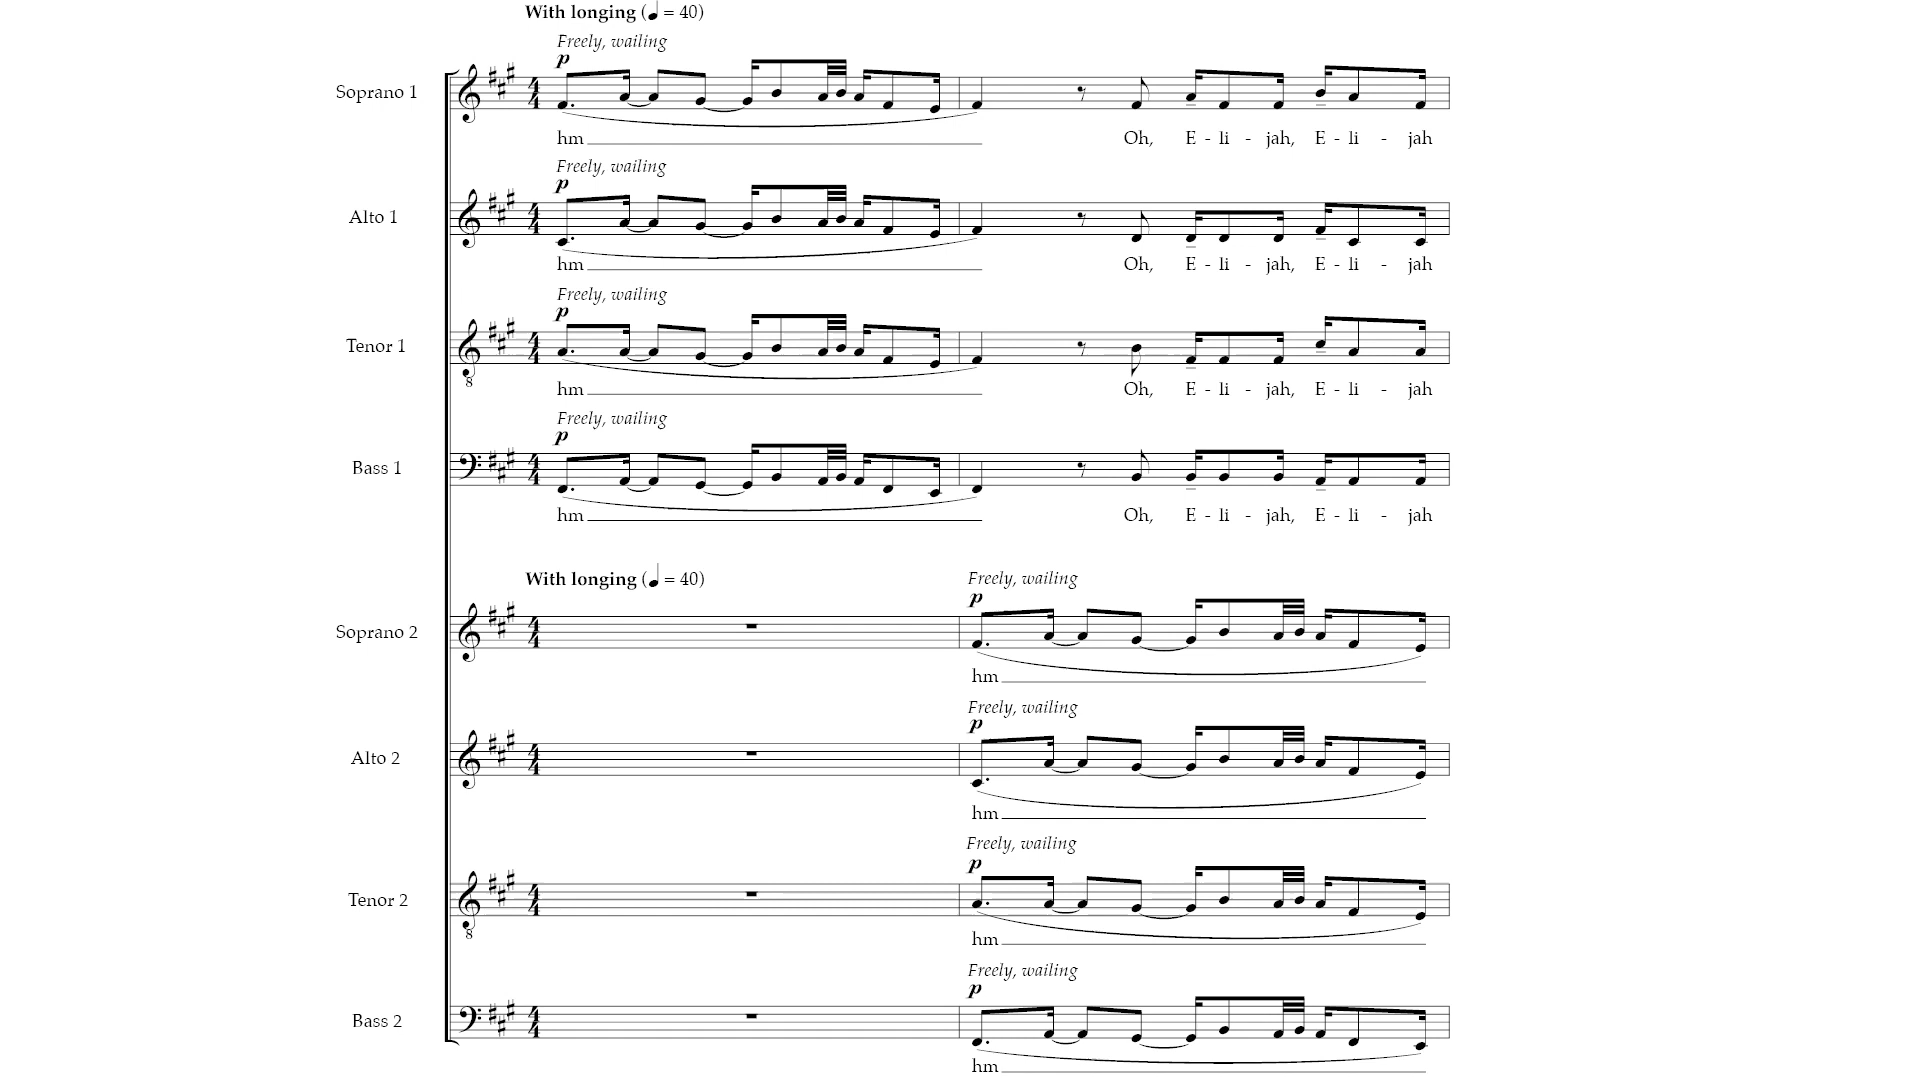 With longing (♩ = 40)
Freely, wailing
p
Soprano 1
hm Oh, E - li - jah, E - li - jah
Freely, wailing
p
Alto 1
hm Oh, E - li - jah, E - li - jah
Freely, wailing
p
Tenor 1
8
hm Oh, E - li - jah, E - li - jah
Freely, wailing
p
Bass 1
hm Oh, E - li - jah, E - li - jah
With longing (♩ = 40) Freely, wailing
p
Soprano 2
hm
Freely, wailing
p
Alto 2
hm
Freely, wailing
p
Tenor 2
8
hm
Freely, wailing
p
Bass 2
hm